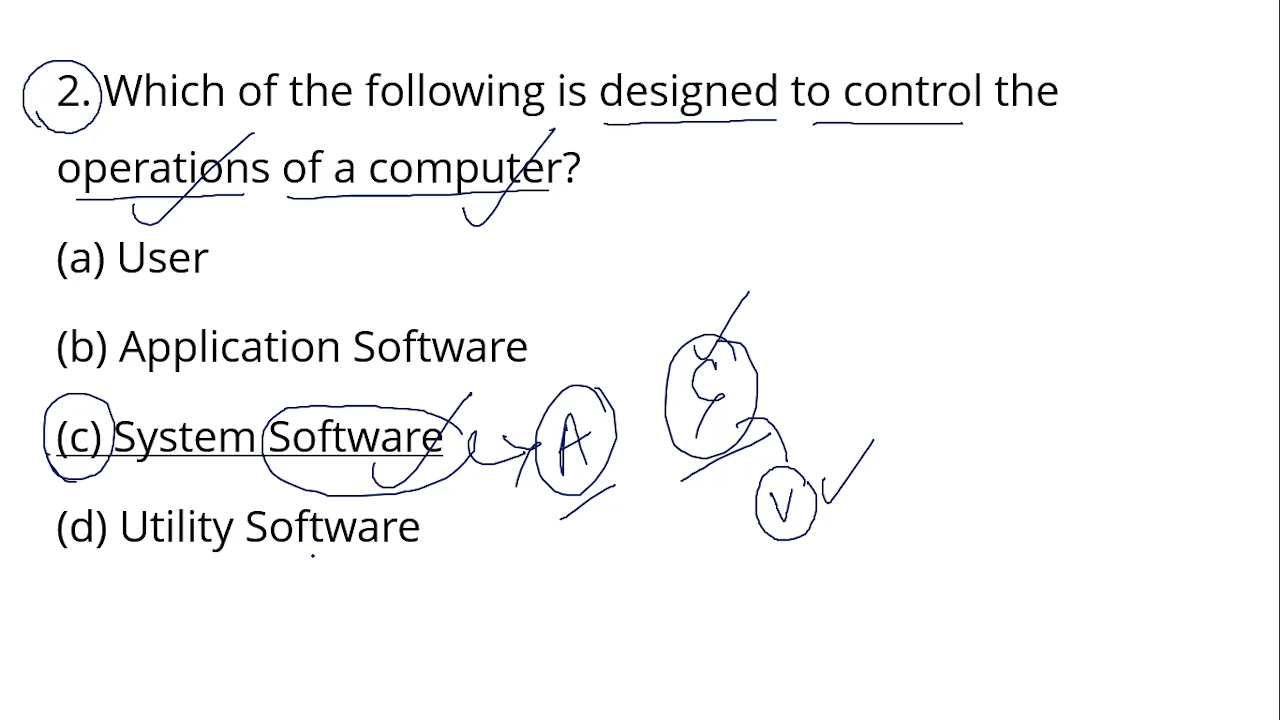 2. Which of the following is designed to control the
operations of a computer?
(a) User
(b) Application Software
(c) System Software
A
V
(d) Utility Software